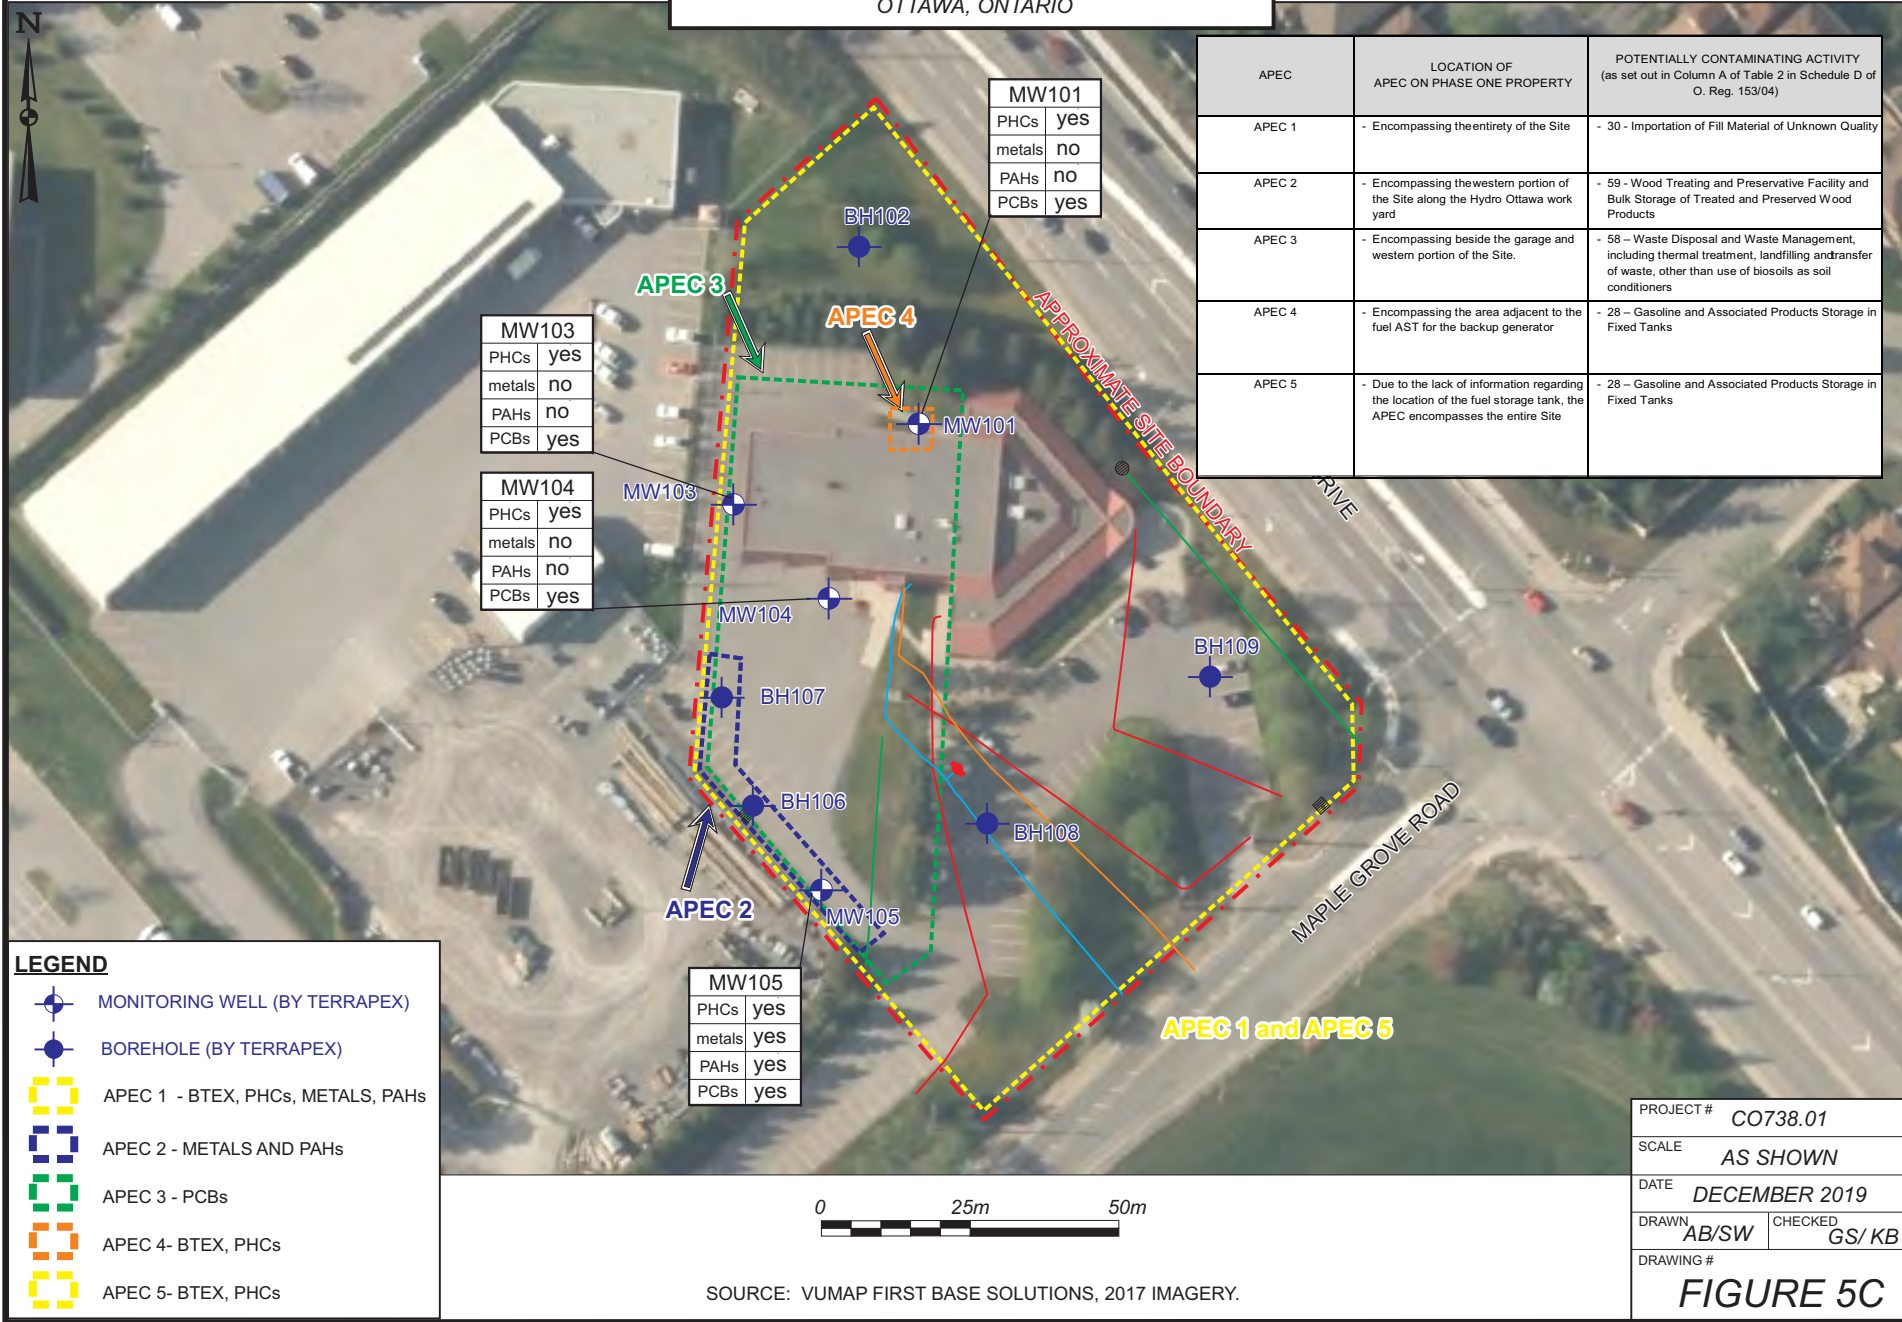 OTTAWA, ONTARIO
N
APEC
LOCATION OF
APEC ON PHASE ONE PROPERTY
POTENTIALLY CONTAMINATING ACTIVITY
(as set out in Column A of Table 2 in Schedule D of
O. Reg. 153/04)
APEC 1
- Encompassing theentirety of the Site
- 30 - Importation of Fill Material of Unknown Quality
APEC 2
- Encompassing thewestern portion of
the Site along the Hydro Ottawa work
yard
- 59 - Wood Treating and Preservative Facility and
Bulk Storage of Treated and Preserved Wood
Products
APEC 3
- Encompassing beside the garage and
western portion of the Site.
- 58 – Waste Disposal and Waste Management,
including thermal treatment, landfilling andtransfer
of waste, other than use of biosoils as soil
conditioners
APEC 4
- Encompassing the area adjacent to the
fuel AST for the backup generator
- 28 – Gasoline and Associated Products Storage in
Fixed Tanks
APEC 5
- Due to the lack of information regarding
the location of the fuel storage tank, the
APEC encompasses the entire Site
- 28 – Gasoline and Associated Products Storage in
Fixed Tanks
MW101
PHCs yes
metals no
PAHs no
PCBs yes
BH102
APEC 3
APEC 4
APPROXIMATE SITE BOUNDARY
MW103
PHCs yes
metals no
PAHs no
PCBs yes
MW101
MW103
RIVE
MW104
PHCs yes
metals no
PAHs no
PCBs yes
MW104
BH109
BH107
BH106
BH108
MAPLE GROVE ROAD
APEC 2
MW105
MW105
PHCs yes
metals yes
PAHs yes
PCBs yes
APEC 1 and APEC 5
LEGEND
MONITORING WELL (BY TERRAPEX)
BOREHOLE (BY TERRAPEX)
APEC 1 - BTEX, PHCs, METALS, PAHs
APEC 2 - METALS AND PAHs
APEC 3 - PCBs
APEC 4- BTEX, PHCs
APEC 5- BTEX, PHCs
0 25m 50m
SOURCE: VUMAP FIRST BASE SOLUTIONS, 2017 IMAGERY.
PROJECT # CO738.01
SCALE AS SHOWN
DATE DECEMBER 2019
DRAWN AB/SW CHECKED GS/ KB
DRAWING #
FIGURE 5C